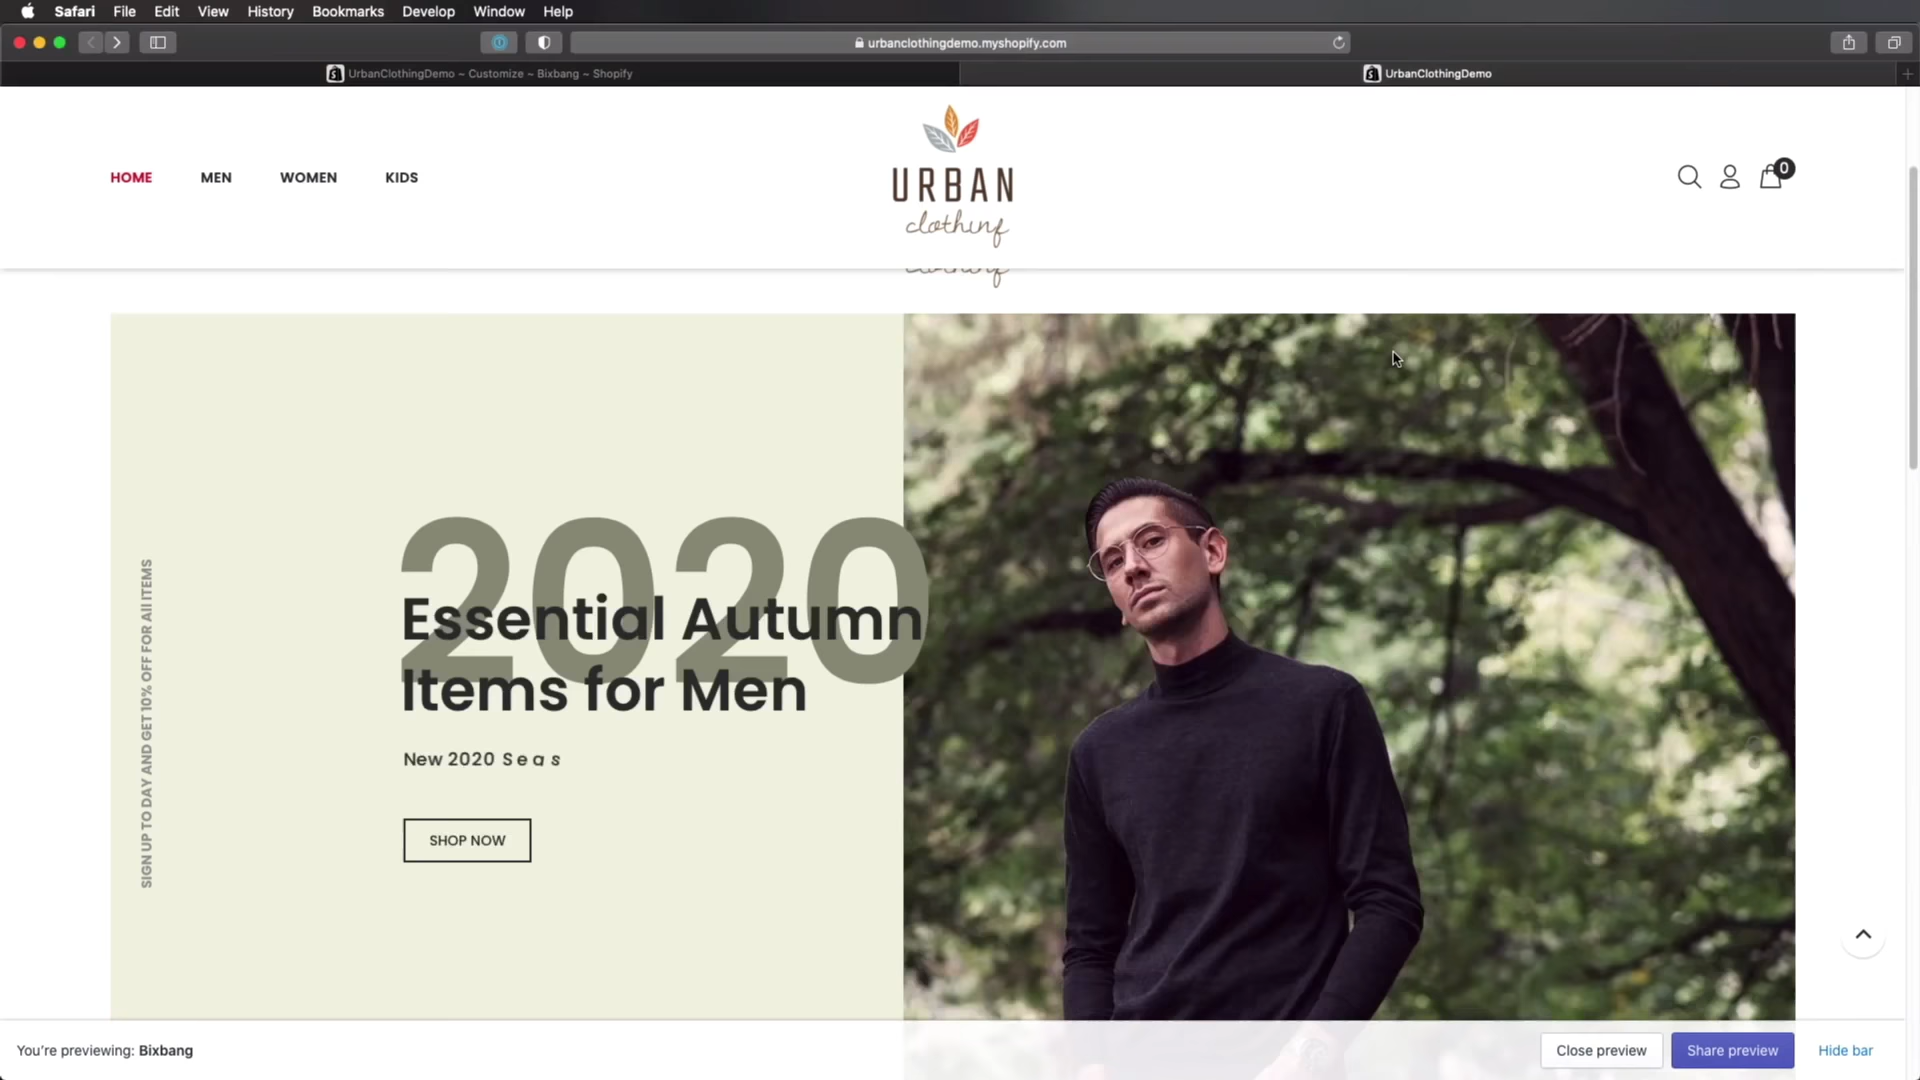 Safari File Edit View History Bookmarks Develop Window Help
urbanclothingdemo.myshopify.com
UrbanClothingDemo ~ Customize ~ Bixbang ~ Shopify
UrbanClothingDemo
HOME MEN WOMEN KIDS
URBAN
clothing
0
2020
Essential Autumn
Items for Men
New 2020 Seas
SHOP NOW
SIGN UP TO DAY AND GET 10% OFF FOR All ITEMS
You're previewing: Bixbang
Close preview
Share preview
Hide bar